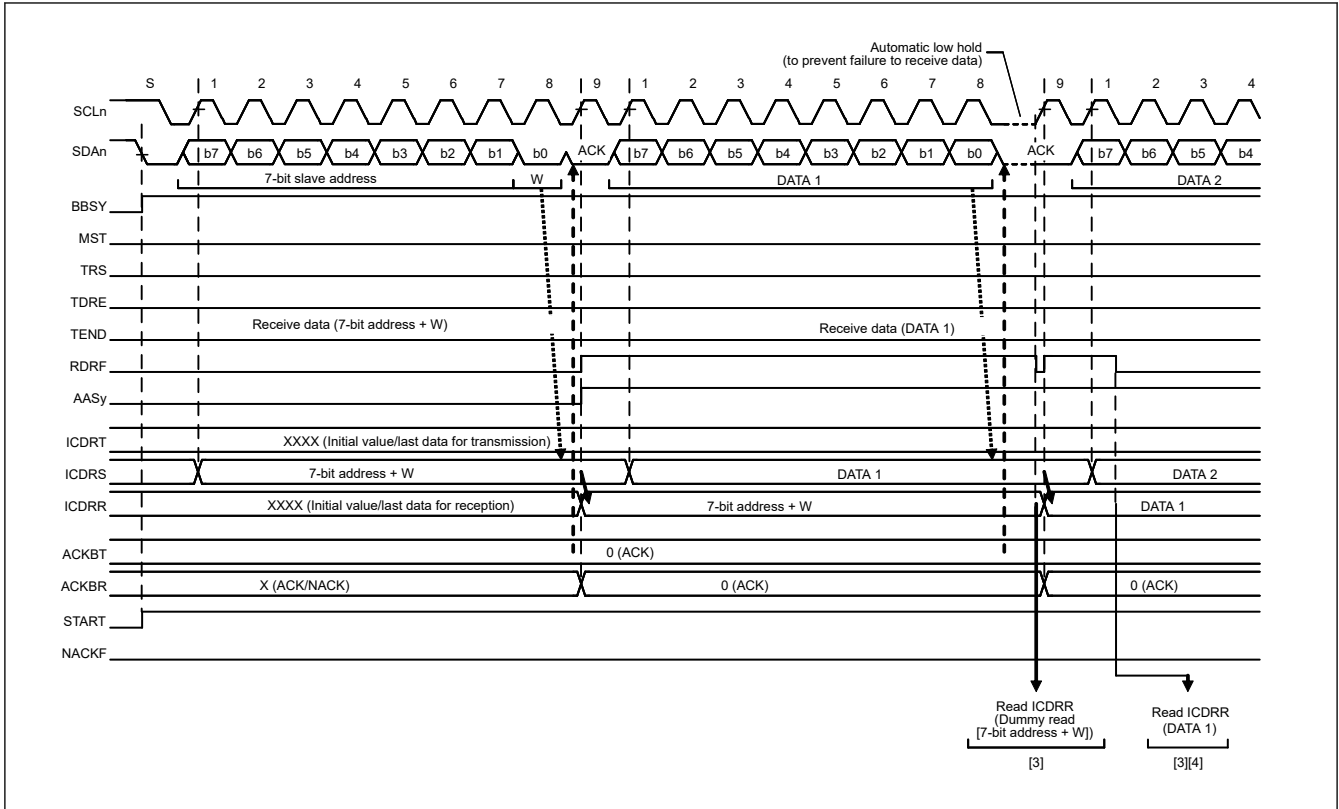 Automatic low hold
(to prevent failure to receive data)
S 1 2 3 4 5 6 7 8 9 1 2 3 4 5 6 7 8 9 1 2 3 4
SCLn
SDAn b7 b6 b5 b4 b3 b2 b1 b0 ACK b7 b6 b5 b4 b3 b2 b1 b0 ACK b7 b6 b5 b4
7-bit slave address W DATA 1 DATA 2
BBSY
MST
TRS
TDRE
Receive data (7-bit address + W) Receive data (DATA 1)
TEND
RDRF
AASy
ICDRT XXXX (Initial value/last data for transmission)
ICDRS 7-bit address + W DATA 1 DATA 2
ICDRR XXXX (Initial value/last data for reception) 7-bit address + W DATA 1
ACKBT 0 (ACK)
ACKBR X (ACK/NACK) 0 (ACK) 0 (ACK)
START
NACKF
Read ICDRR
(Dummy read
[7-bit address + W])
[3]
Read ICDRR
(DATA 1)
[3][4]